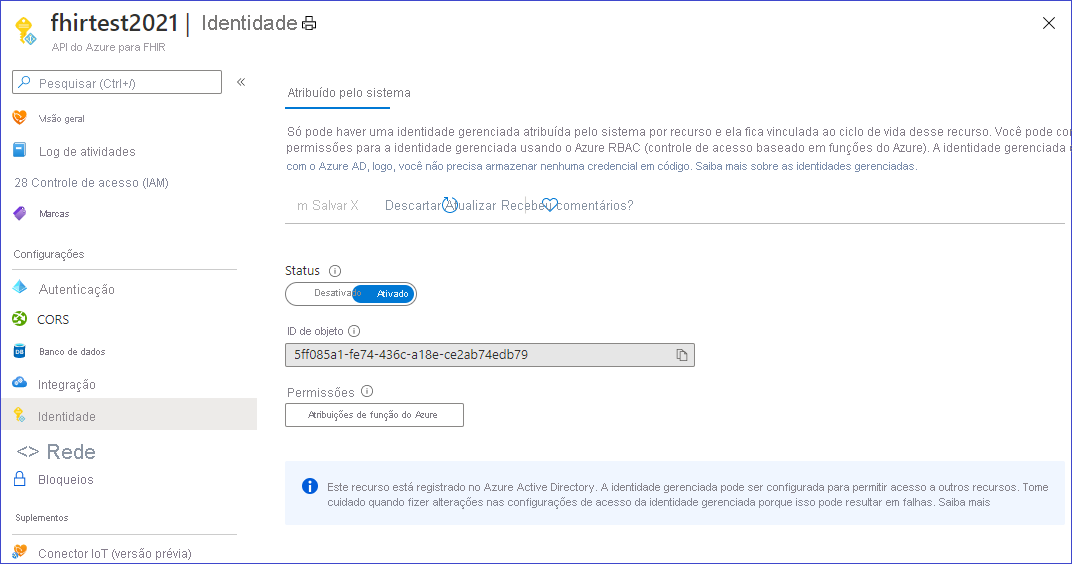 fhirtest2021 | Identidade
API do Azure para FHIR
Pesquisar (Ctrl+/)
«
Visão geral
Log de atividades
28 Controle de acesso (IAM)
Marcas
Configurações
Autenticação
CORS
Banco de dados
Integração
Identidade
<> Rede
Bloqueios
Suplementos
Conector IoT (versão prévia)
Atribuído pelo sistema
Só pode haver uma identidade gerenciada atribuída pelo sistema por recurso e ela fica vinculada ao ciclo de vida desse recurso. Você pode co
permissões para a identidade gerenciada usando o Azure RBAC (controle de acesso baseado em funções do Azure). A identidade gerenciada
com o Azure AD, logo, você não precisa armazenar nenhuma credencial em código. Saiba mais sobre as identidades gerenciadas.
m Salvar X Descartar Atualizar Recebeu comentários?
Status
Desativado Ativado
ID de objeto
5ff085a1-fe74-436c-a18e-ce2ab74edb79
Permissões
Atribuições de função do Azure
Este recurso está registrado no Azure Active Directory. A identidade gerenciada pode ser configurada para permitir acesso a outros recursos. Tome
cuidado quando fizer alterações nas configurações de acesso da identidade gerenciada porque isso pode resultar em falhas. Saiba mais